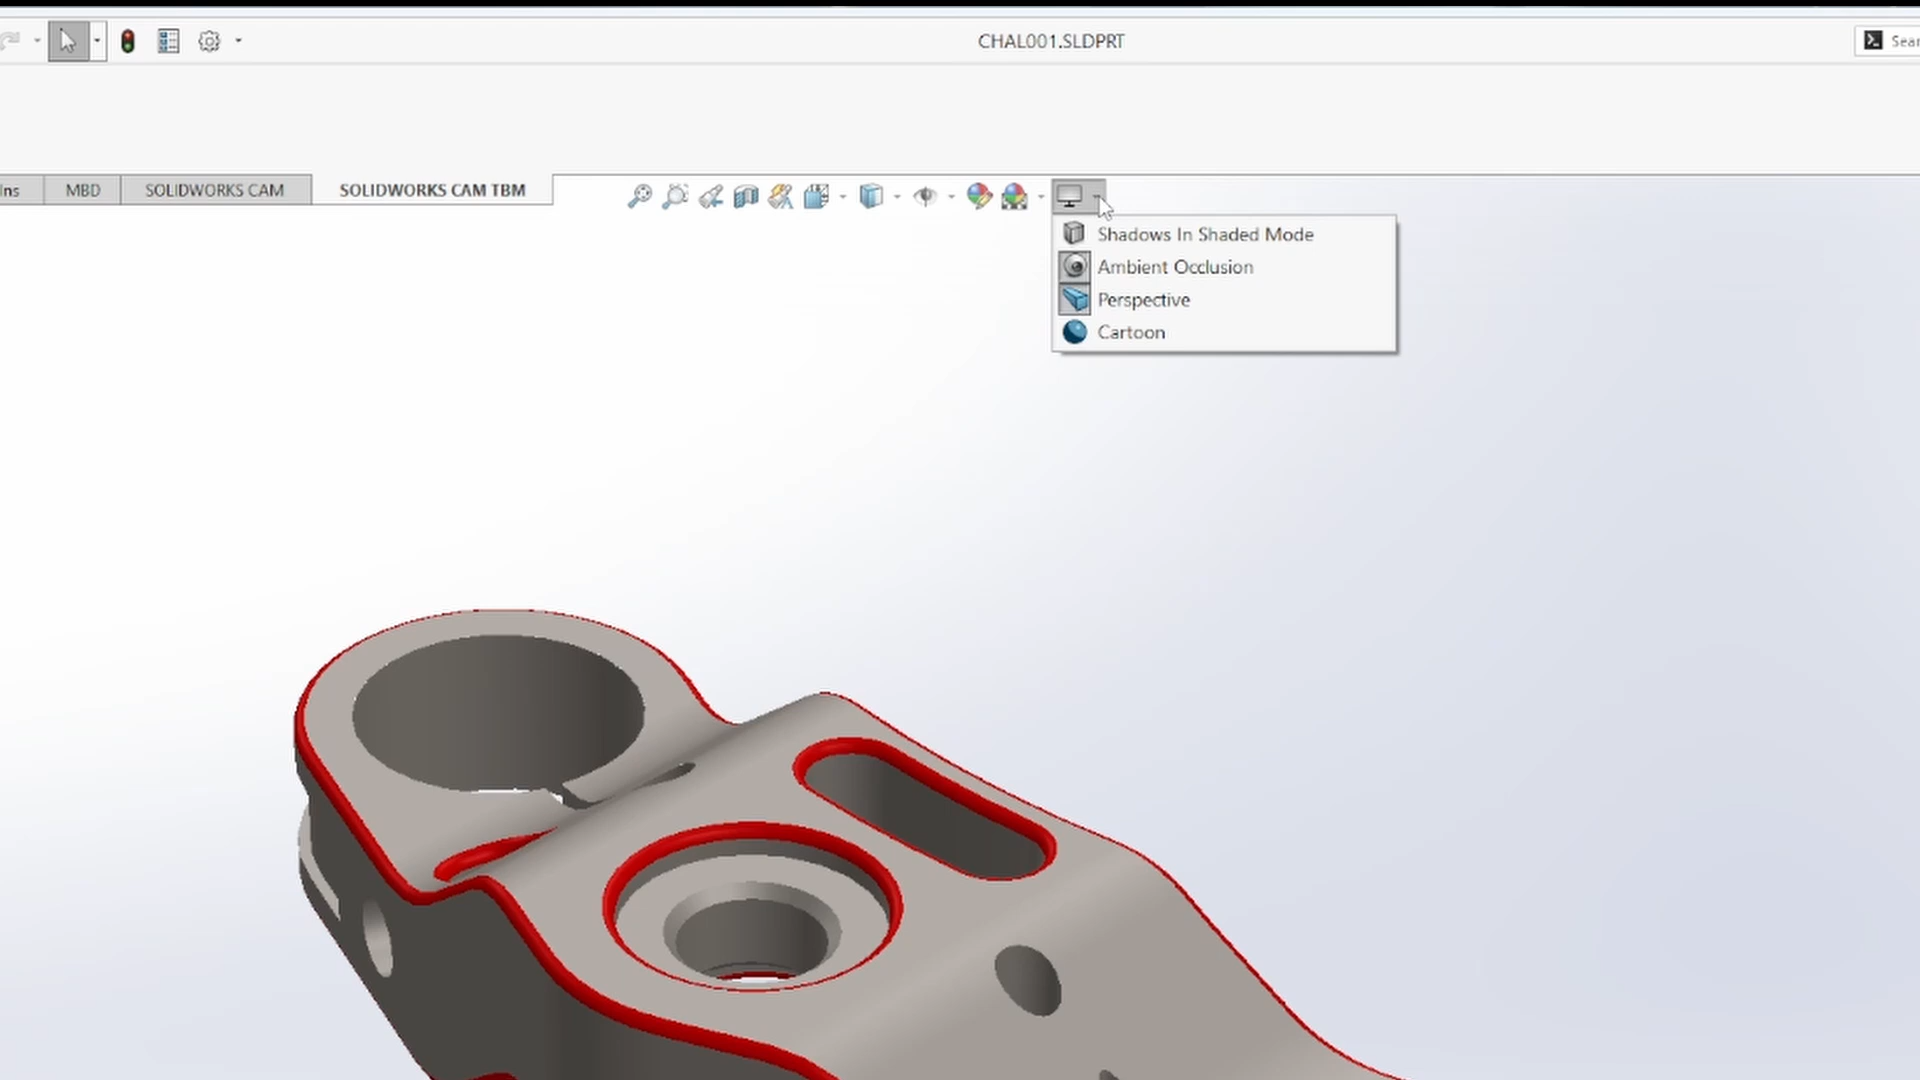 CHAL001.SLDPRT
Sear
Ins
MBD
SOLIDWORKS CAM
SOLIDWORKS CAM TBM
Shadows In Shaded Mode
Ambient Occlusion
Perspective
Cartoon